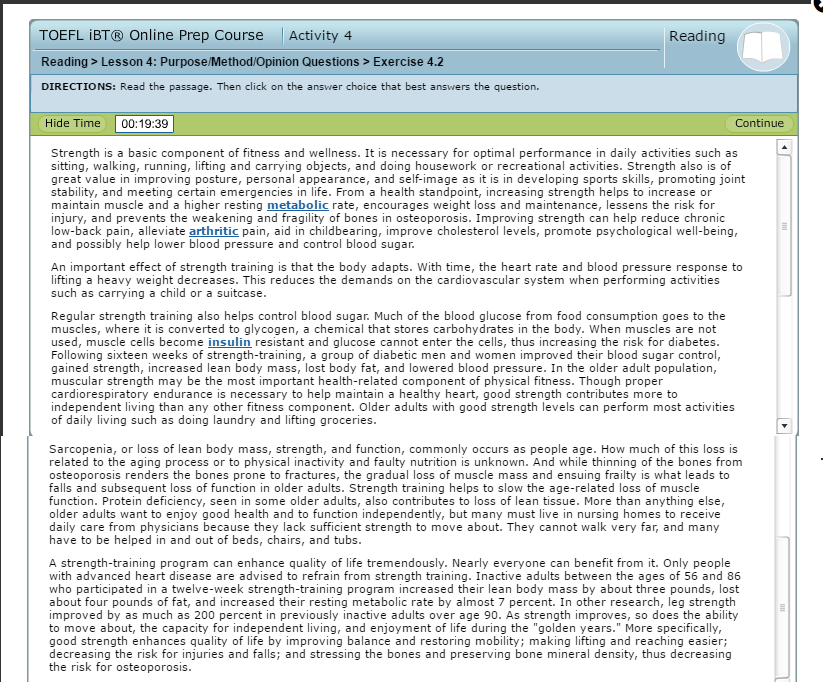 TOEFL iBT® Online Prep Course
Activity 4
Reading
Reading > Lesson 4: Purpose/Method/Opinion Questions > Exercise 4.2
DIRECTIONS: Read the passage. Then click on the answer choice that best answers the question.
Hide Time
00:19:39
Continue
Strength is a basic component of fitness and wellness. It is necessary for optimal performance in daily activities such as
sitting, walking, running, lifting and carrying objects, and doing housework or recreational activities. Strength also is of
great value in improving posture, personal appearance, and self-image as it is in developing sports skills, promoting joint
stability, and meeting certain emergencies in life. From a health standpoint, increasing strength helps to increase or
maintain muscle and a higher resting metabolic rate, encourages weight loss and maintenance, lessens the risk for
injury, and prevents the weakening and fragility of bones in osteoporosis. Improving strength can help reduce chronic
low-back pain, alleviate arthritic pain, aid in childbearing, improve cholesterol levels, promote psychological well-being,
and possibly help lower blood pressure and control blood sugar.
An important effect of strength training is that the body adapts. With time, the heart rate and blood pressure response to
lifting a heavy weight decreases. This reduces the demands on the cardiovascular system when performing activities
such as carrying a child or a suitcase.
Regular strength training also helps control blood sugar. Much of the blood glucose from food consumption goes to the
muscles, where it is converted to glycogen, a chemical that stores carbohydrates in the body. When muscles are not
used, muscle cells become insulin resistant and glucose cannot enter the cells, thus increasing the risk for diabetes.
Following sixteen weeks of strength-training, a group of diabetic men and women improved their blood sugar control,
gained strength, increased lean body mass, lost body fat, and lowered blood pressure. In the older adult population,
muscular strength may be the most important health-related component of physical fitness. Though proper
cardiorespiratory endurance is necessary to help maintain a healthy heart, good strength contributes more to
independent living than any other fitness component. Older adults with good strength levels can perform most activities
of daily living such as doing laundry and lifting groceries.
Sarcopenia, or loss of lean body mass, strength, and function, commonly occurs as people age. How much of this loss is
related to the aging process or to physical inactivity and faulty nutrition is unknown. And while thinning of the bones from
osteoporosis renders the bones prone to fractures, the gradual loss of muscle mass and ensuing frailty is what leads to
falls and subsequent loss of function in older adults. Strength training helps to slow the age-related loss of muscle
function. Protein deficiency, seen in some older adults, also contributes to loss of lean tissue. More than anything else,
older adults want to enjoy good health and to function independently, but many must live in nursing homes to receive
daily care from physicians because they lack sufficient strength to move about. They cannot walk very far, and many
have to be helped in and out of beds, chairs, and tubs.
A strength-training program can enhance quality of life tremendously. Nearly everyone can benefit from it. Only people
with advanced heart disease are advised to refrain from strength training. Inactive adults between the ages of 56 and 86
who participated in a twelve-week strength-training program increased their lean body mass by about three pounds, lost
about four pounds of fat, and increased their resting metabolic rate by almost 7 percent. In other research, leg strength
improved by as much as 200 percent in previously inactive adults over age 90. As strength improves, so does the ability
to move about, the capacity for independent living, and enjoyment of life during the "golden years." More specifically,
good strength enhances quality of life by improving balance and restoring mobility; making lifting and reaching easier;
decreasing the risk for injuries and falls; and stressing the bones and preserving bone mineral density, thus decreasing
the risk for osteoporosis.